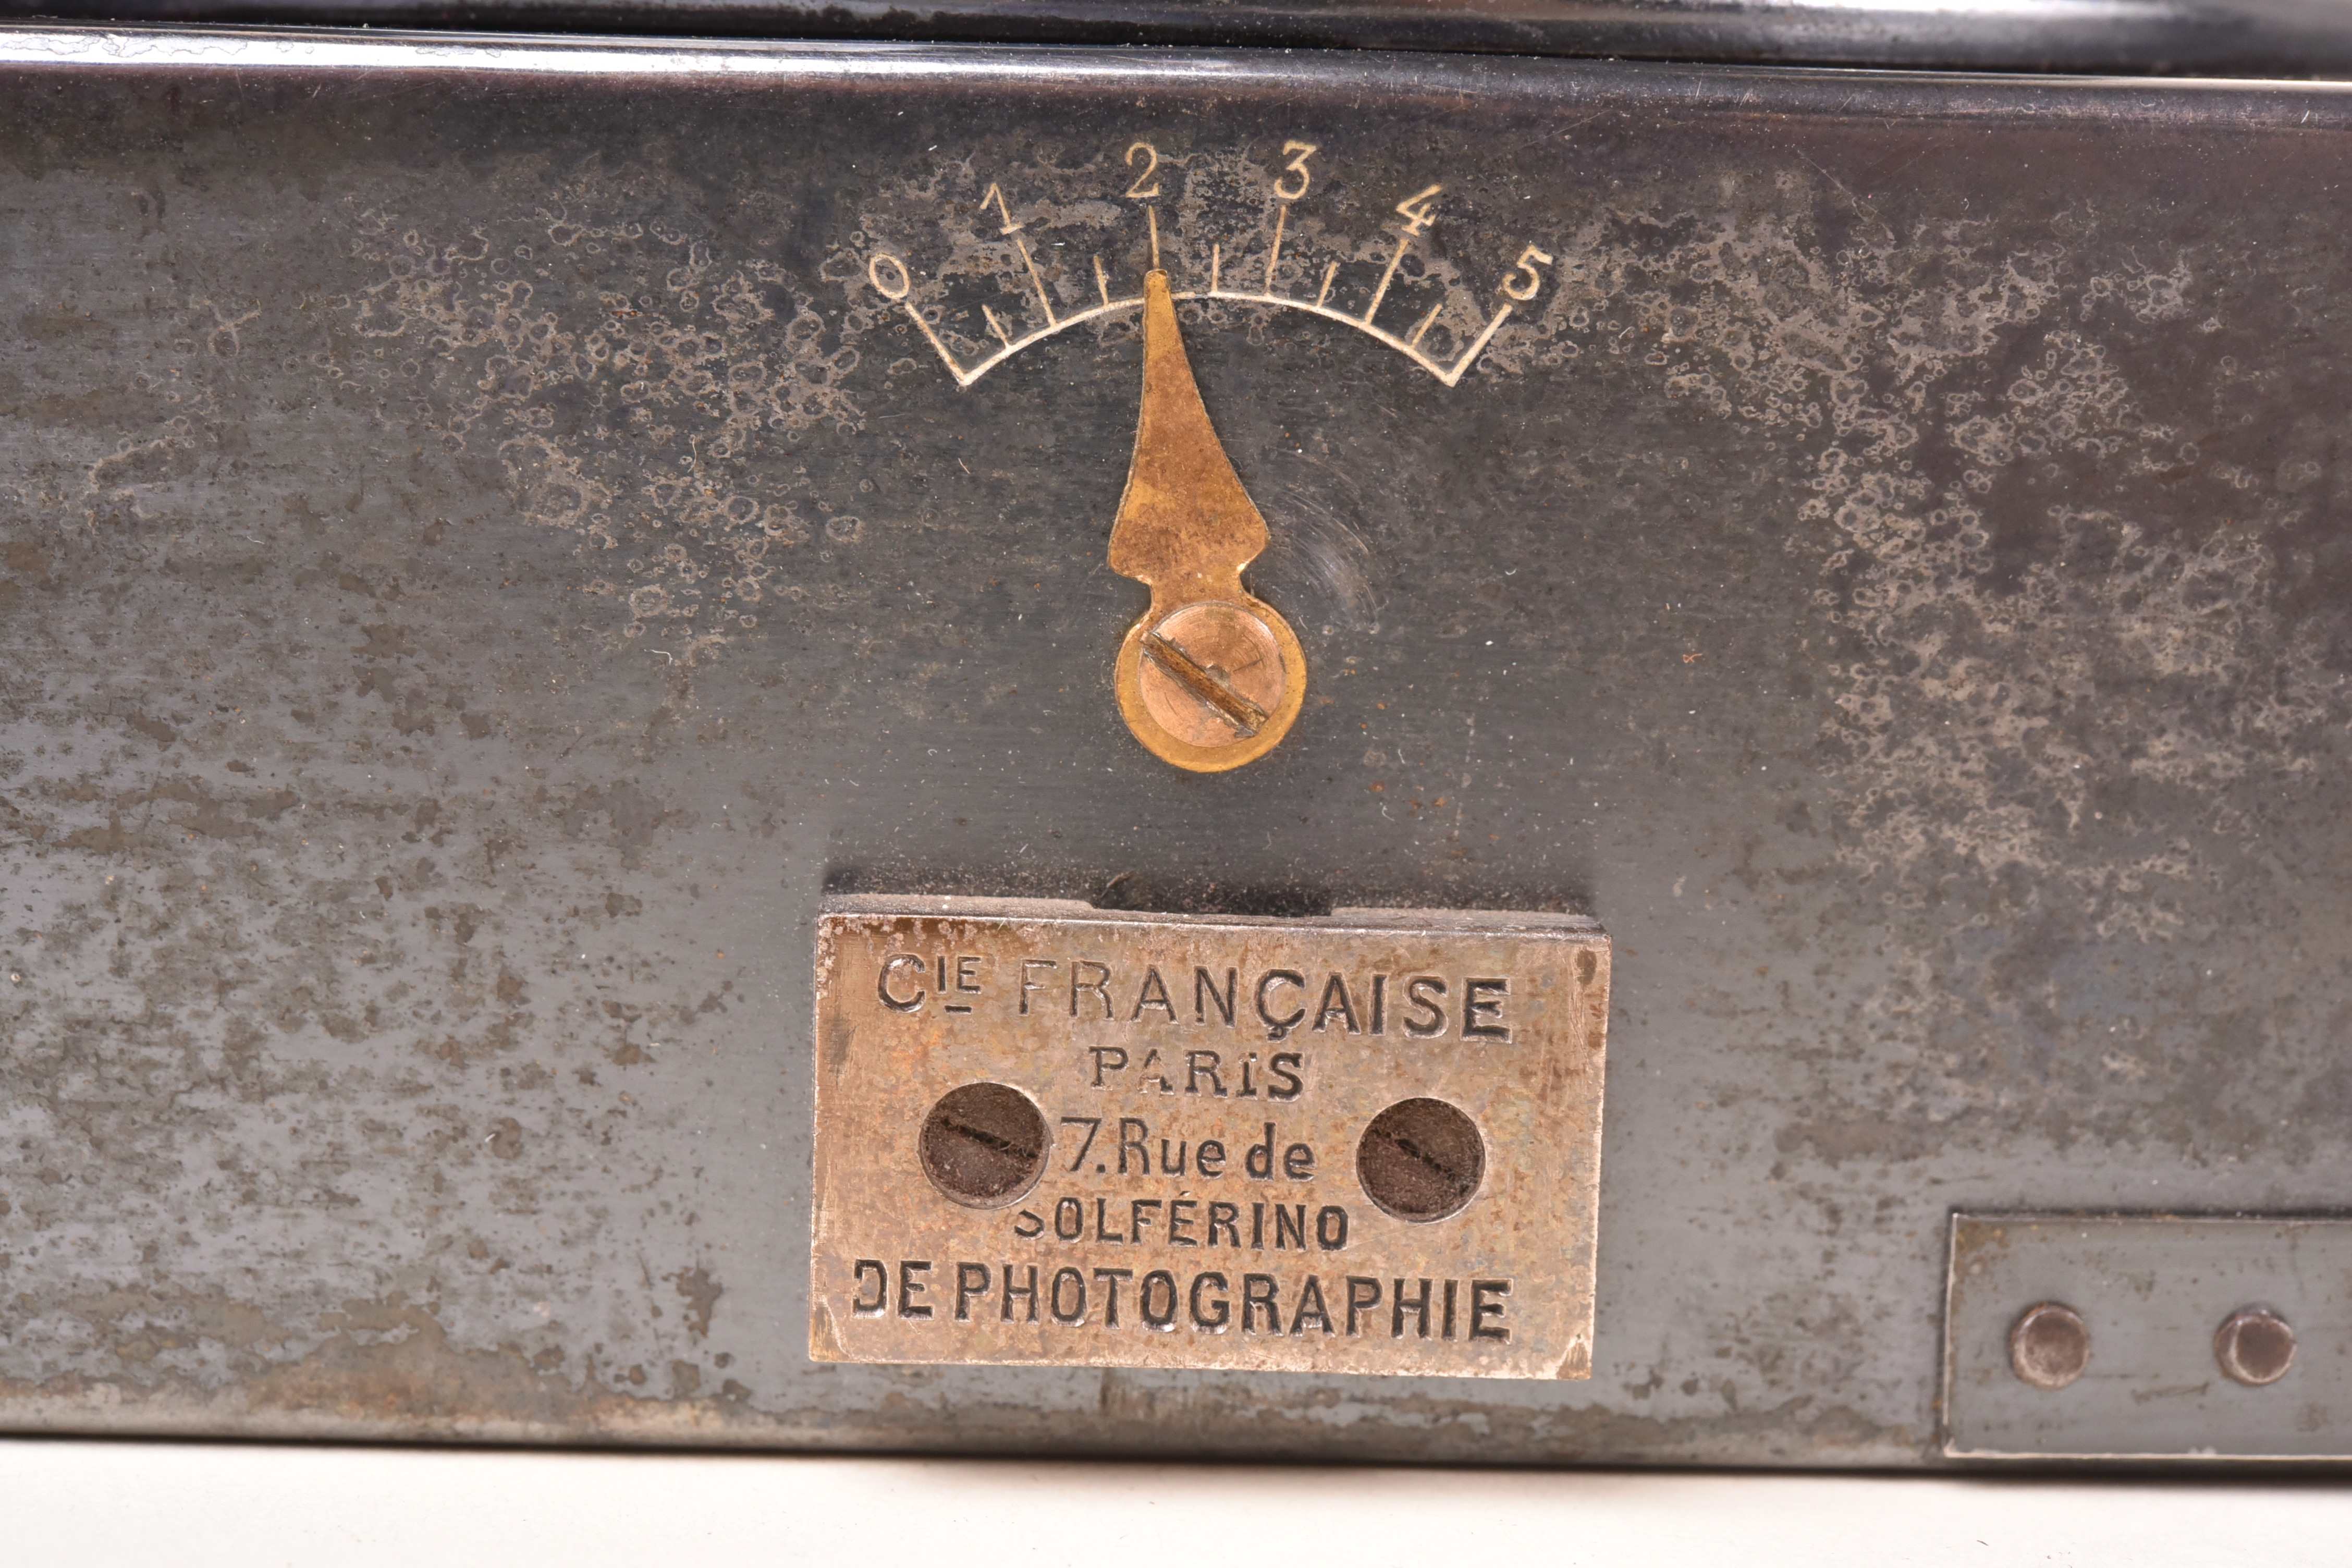 0 1 2 3 4 5
CIE FRANÇAISE
PARIS
7. Rue de
SOLFÉRINO
DE PHOTOGRAPHIE